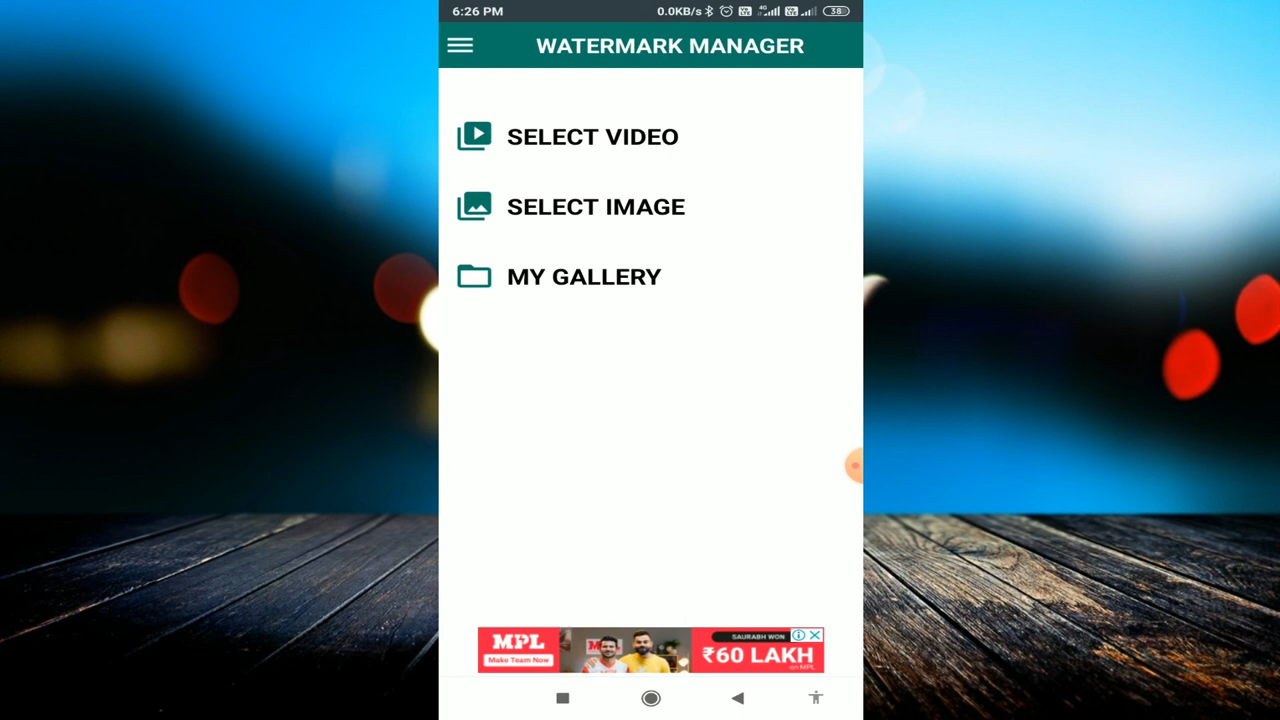 6:26 PM
0.0KB/s
4G
38
WATERMARK MANAGER
SELECT VIDEO
SELECT IMAGE
MY GALLERY
MPL
Make Team Now
SAURABH WON
₹60 LAKH
on MPL